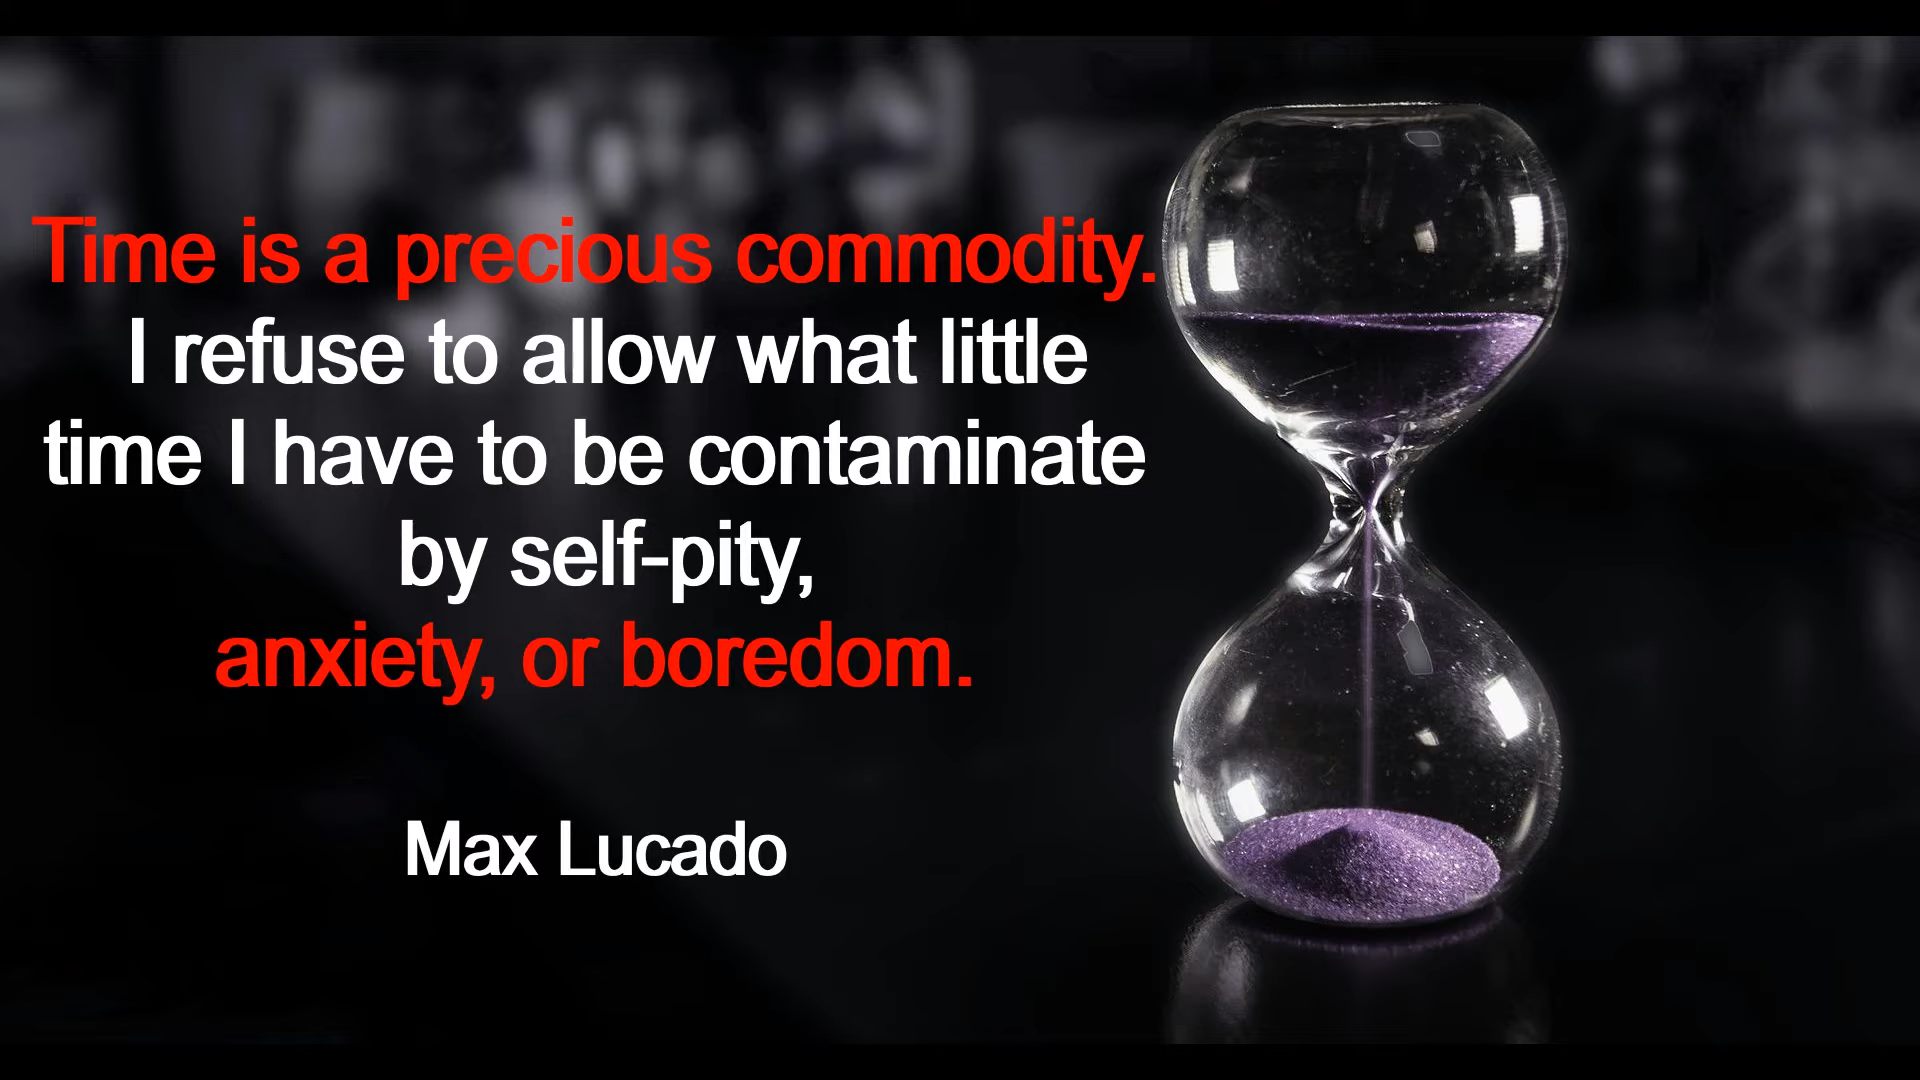 Time is a precious commodity.
I refuse to allow what little
time I have to be contaminate
by self-pity,
anxiety, or boredom.
Max Lucado